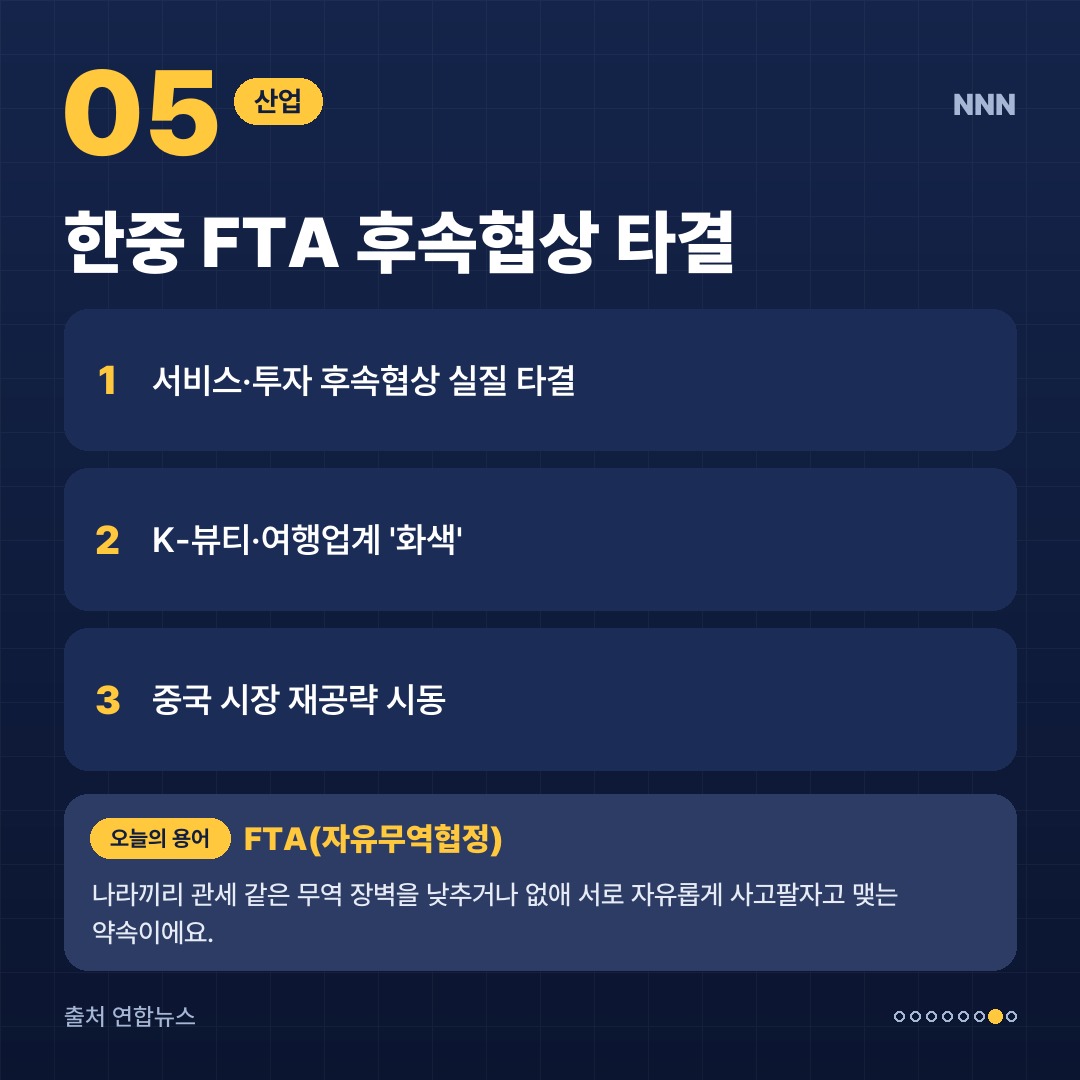 05 산업
NNN
한중 FTA 후속협상 타결
1 서비스·투자 후속협상 실질 타결
2 K-뷰티·여행업계 '화색'
3 중국 시장 재공략 시동
오늘의 용어 FTA(자유무역협정)
나라끼리 관세 같은 무역 장벽을 낮추거나 없애 서로 자유롭게 사고팔자고 맺는
약속이에요.
출처 연합뉴스